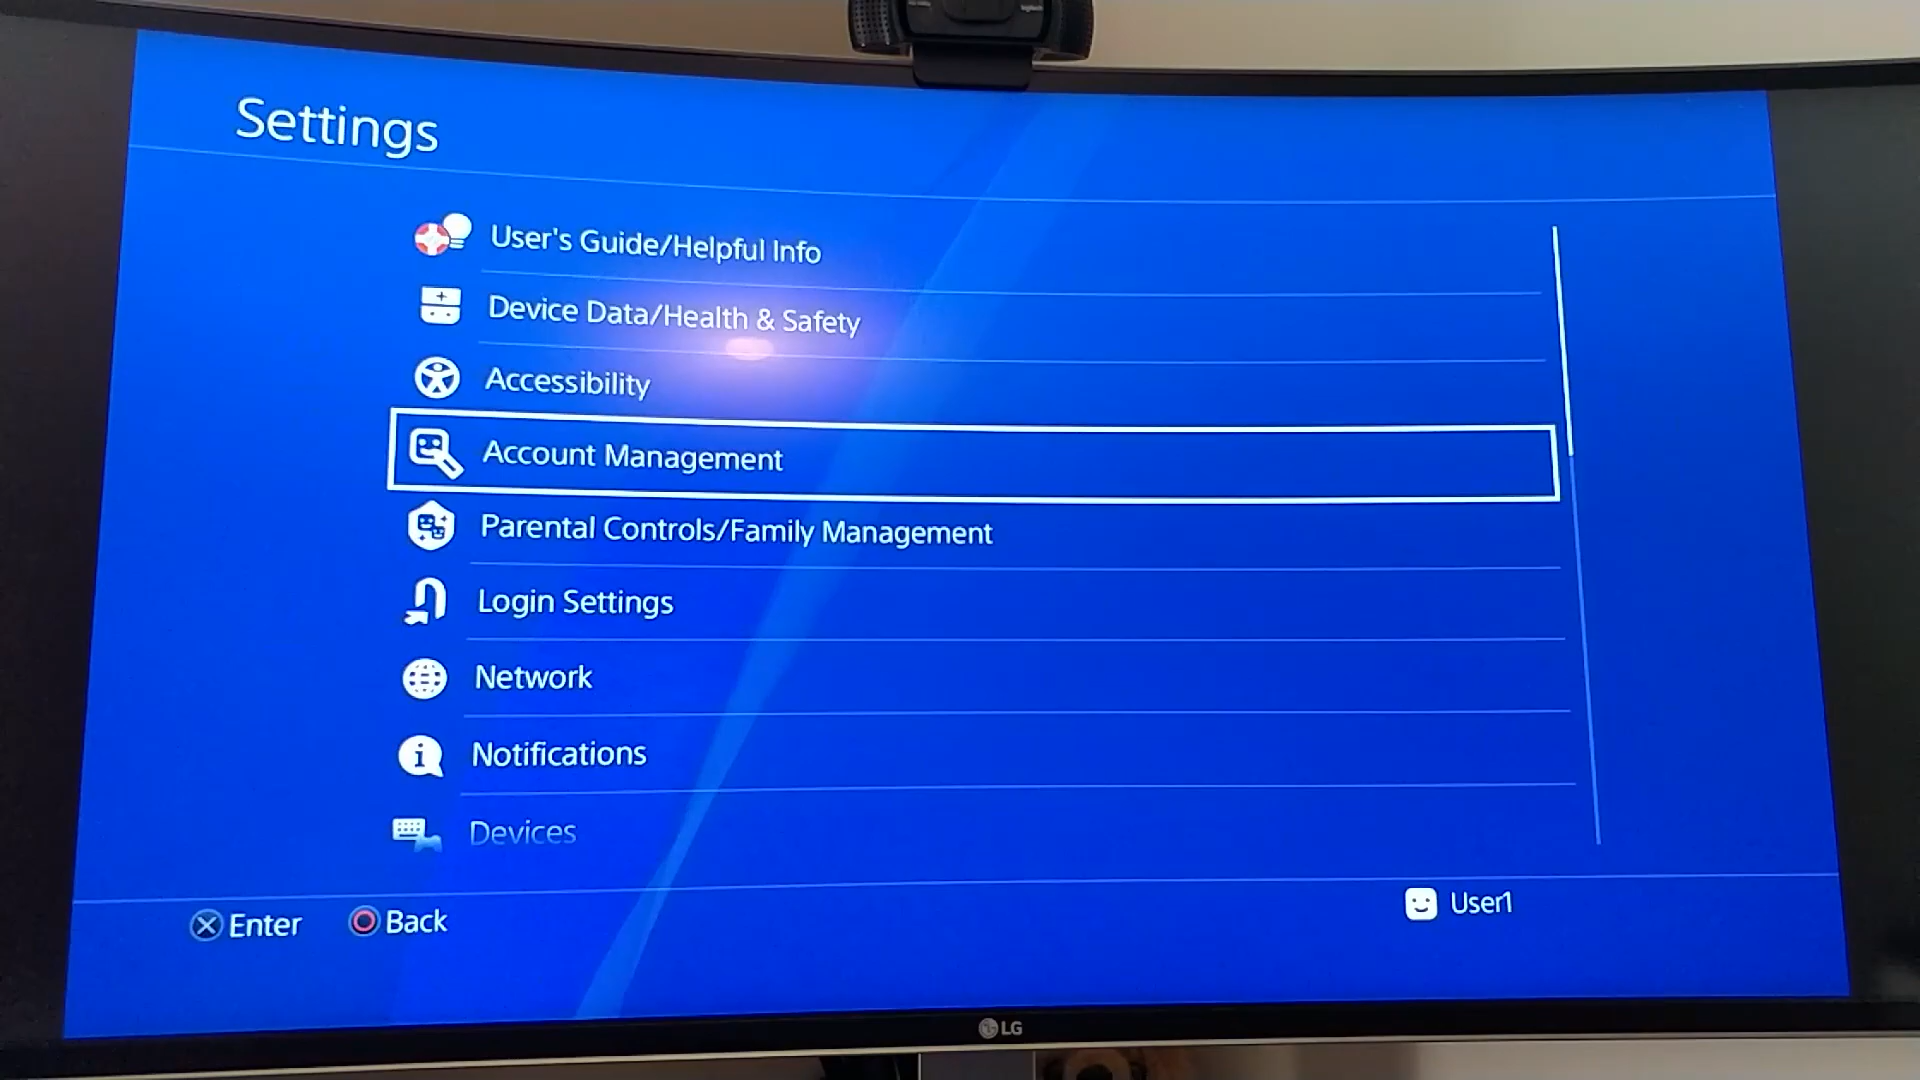 Settings
User's Guide/Helpful Info
Device Data/Health & Safety
Accessibility
Account Management
Parental Controls/Family Management
Login Settings
Network
Notifications
Devices
Enter
Back
User1
LG